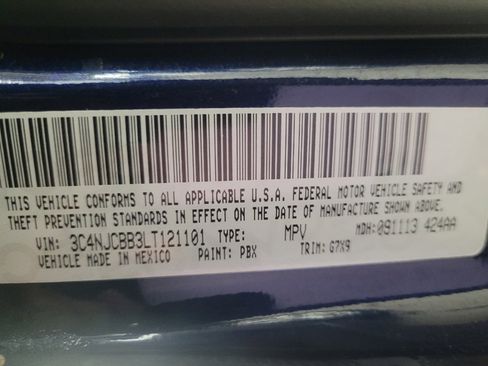 THIS VEHICLE CONFORMS TO ALL APPLICABLE U.S.A. FEDERAL MOTOR VEHICLE SAFETY AND
THEFT PREVENTION STANDARDS IN EFFECT ON THE DATE OF MANUFACTURE SHOWN ABOVE.
VIN: 3C4NJCBB3LT121101 TYPE: MPV MDH: 091113 424AA
VEHICLE MADE IN MEXICO PAINT: PBX TRIM: G7X9